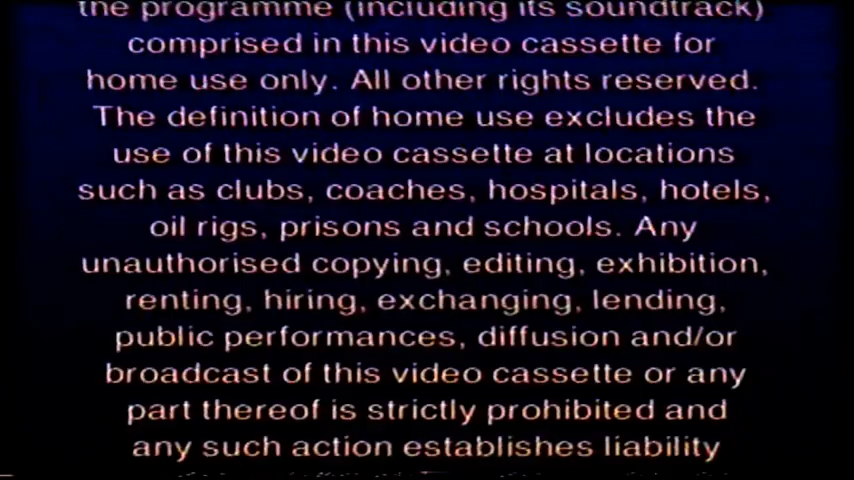 the programme (including its soundtrack)
comprised in this video cassette for
home use only. All other rights reserved.
The definition of home use excludes the
use of this video cassette at locations
such as clubs, coaches, hospitals, hotels,
oil rigs, prisons and schools. Any
unauthorised copying, editing, exhibition,
renting, hiring, exchanging, lending,
public performances, diffusion and/or
broadcast of this video cassette or any
part thereof is strictly prohibited and
any such action establishes liability